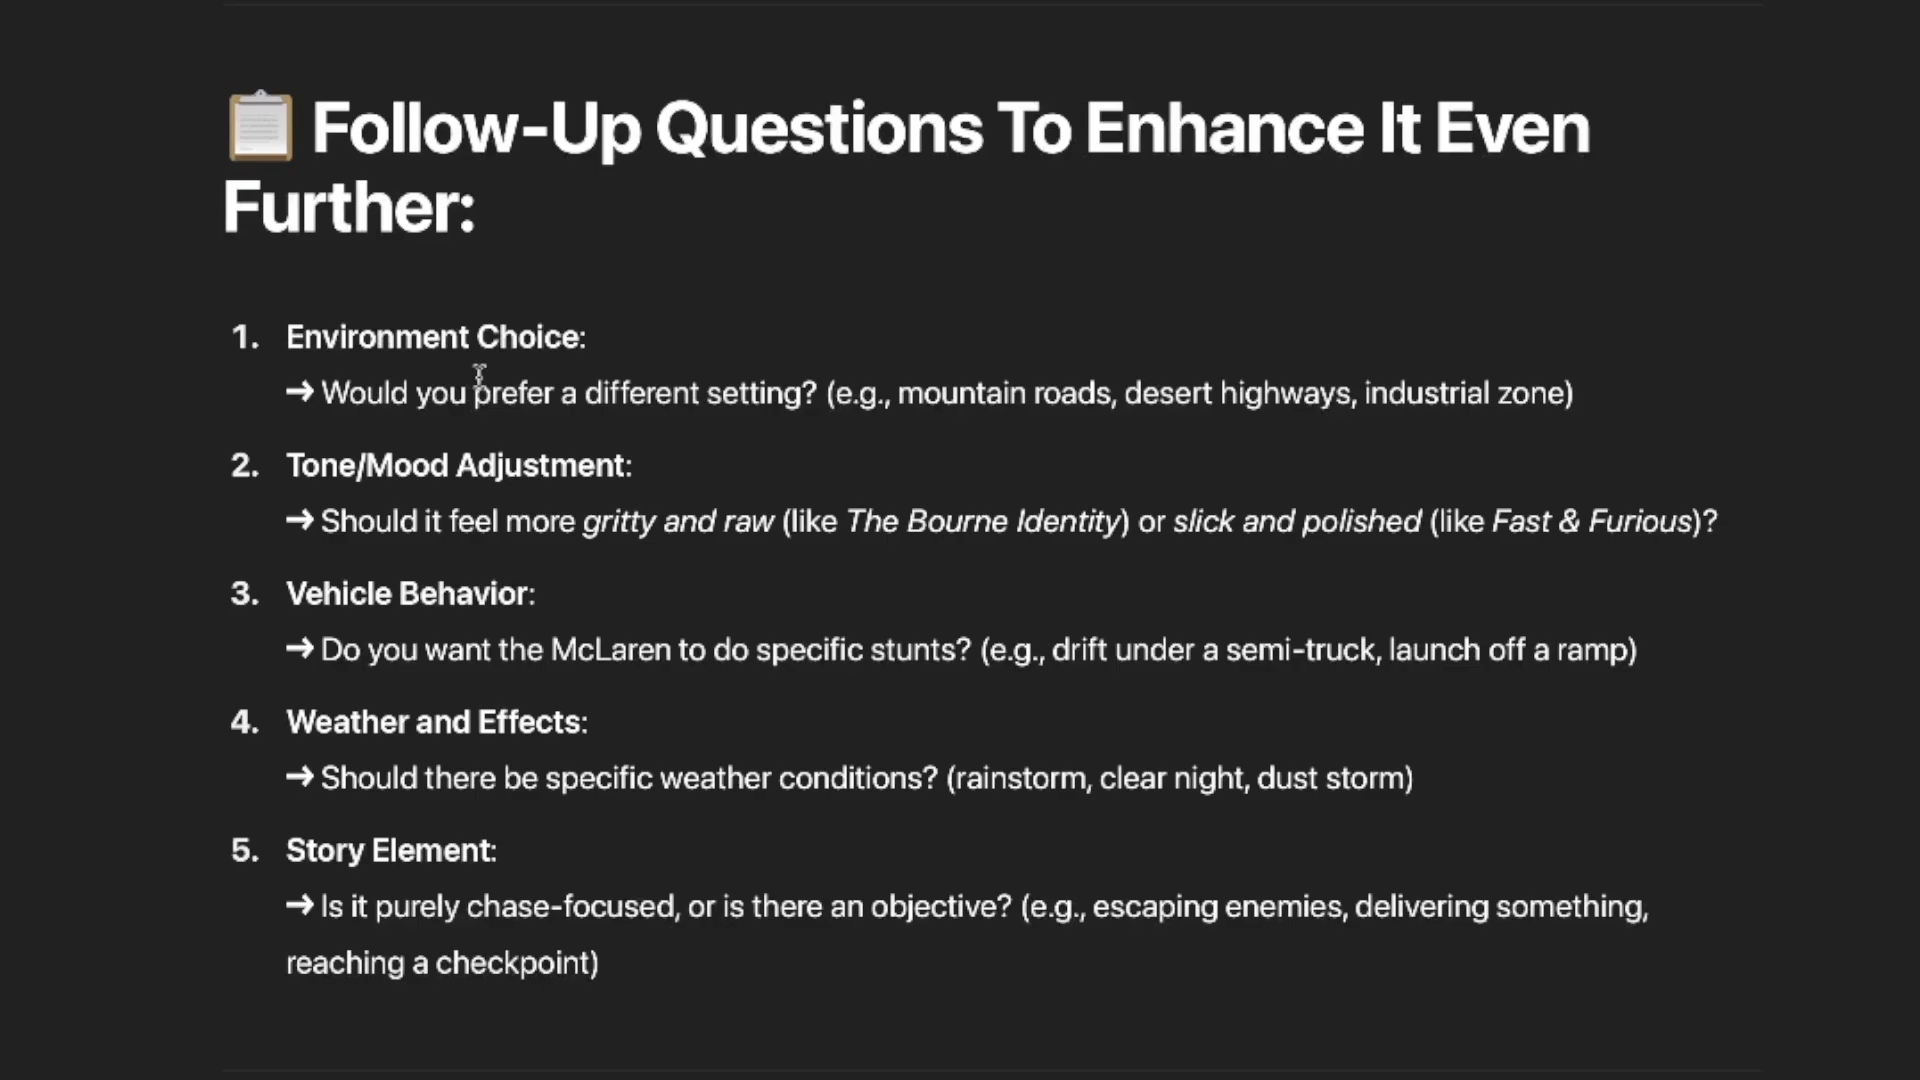 📋 Follow-Up Questions To Enhance It Even
Further:
1. Environment Choice:
→ Would you prefer a different setting? (e.g., mountain roads, desert highways, industrial zone)
2. Tone/Mood Adjustment:
→ Should it feel more gritty and raw (like The Bourne Identity) or slick and polished (like Fast & Furious)?
3. Vehicle Behavior:
→ Do you want the McLaren to do specific stunts? (e.g., drift under a semi-truck, launch off a ramp)
4. Weather and Effects:
→ Should there be specific weather conditions? (rainstorm, clear night, dust storm)
5. Story Element:
→ Is it purely chase-focused, or is there an objective? (e.g., escaping enemies, delivering something,
reaching a checkpoint)